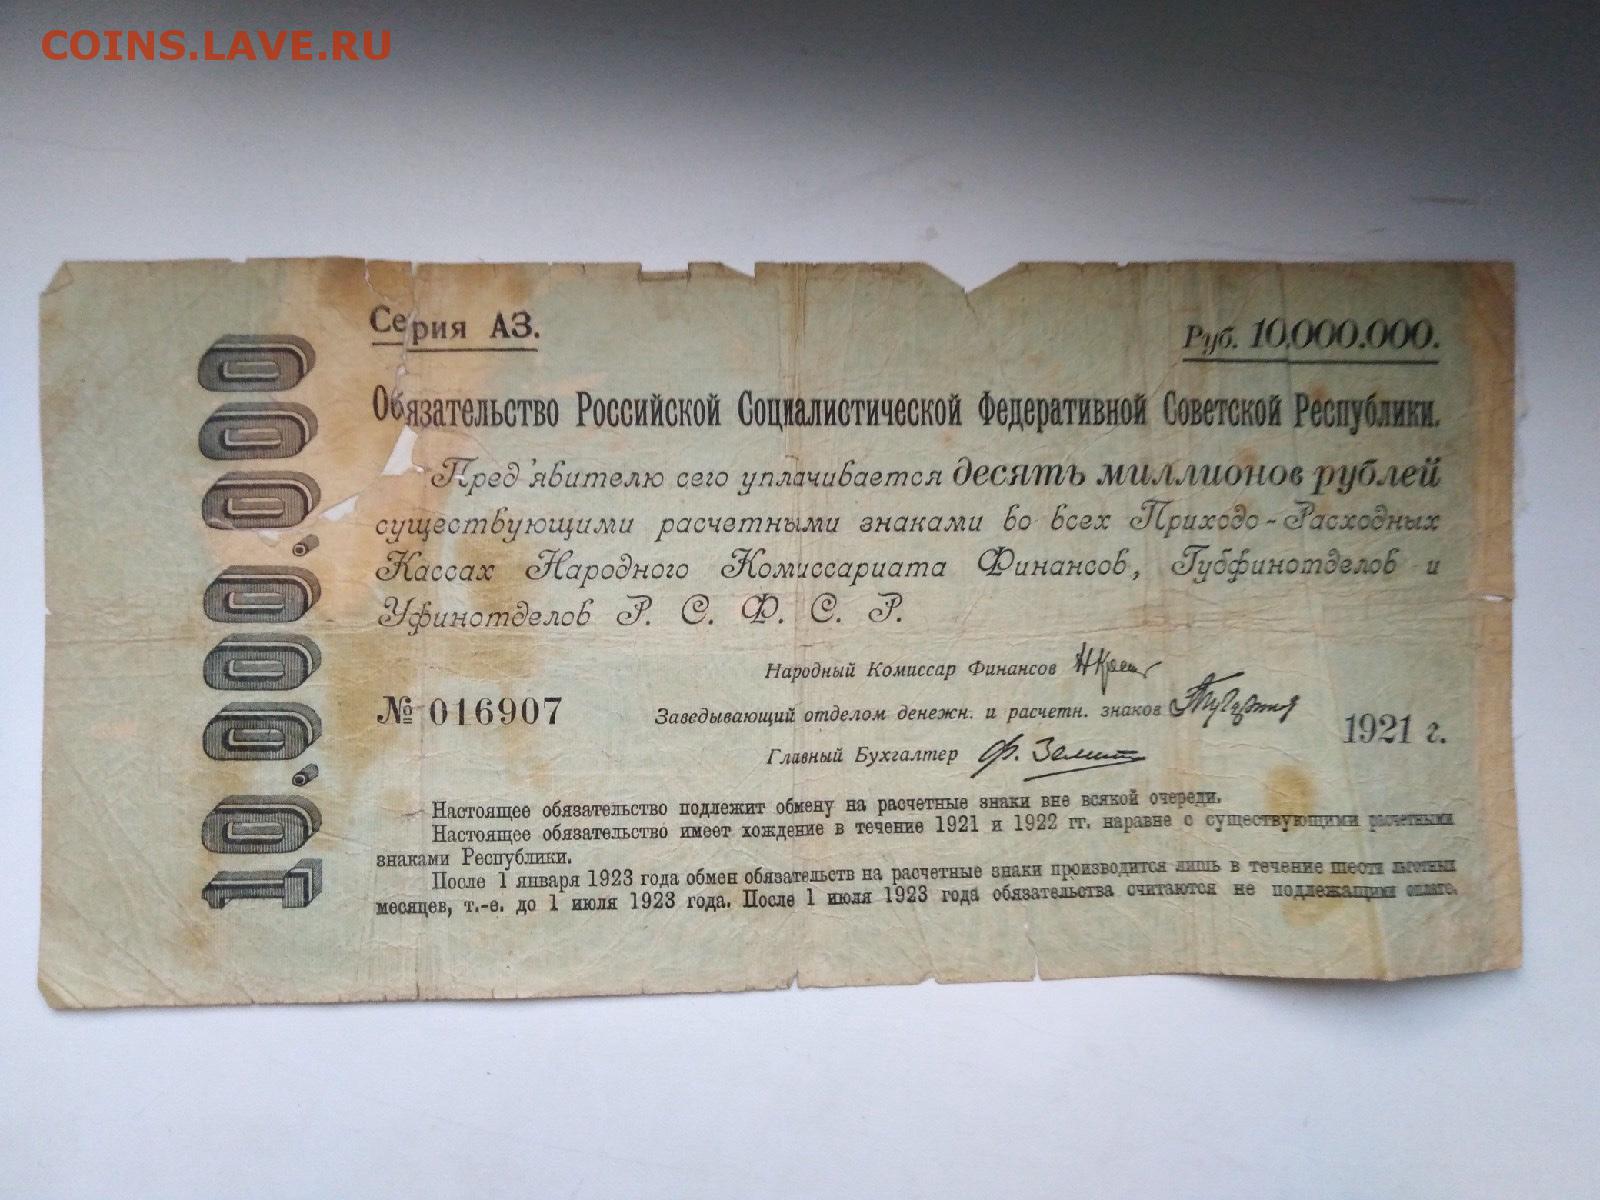 COINS.LAVE.RU
Серия АЗ.
Руб. 10.000.000.
10.000.000
Обязательство Российской Социалистической Федеративной Советской Республики.
Пред'явителю сего уплачивается десять миллионов рублей
существующими расчетными знаками во всех Приходо-Расходных
Кассах Народного Комиссариата Финансов, Губфинотделов и
Уфинотделов Р. С. Ф. С. Р.
Народный Комиссар Финансов
№ 016907
Заведывающий отделом денежн. и расчетн. знаков
1921 г.
Главный Бухгалтер
Настоящее обязательство подлежит обмену на расчетные знаки вне всякой очереди.
Настоящее обязательство имеет хождение в течение 1921 и 1922 гг. наравне с существующими расчетными
знаками Республики.
После 1 января 1923 года обмен обязательств на расчетные знаки производится лишь в течение шести льготных
месяцев, т.-е. до 1 июля 1923 года. После 1 июля 1923 года обязательства считаются не подлежащими оплате.